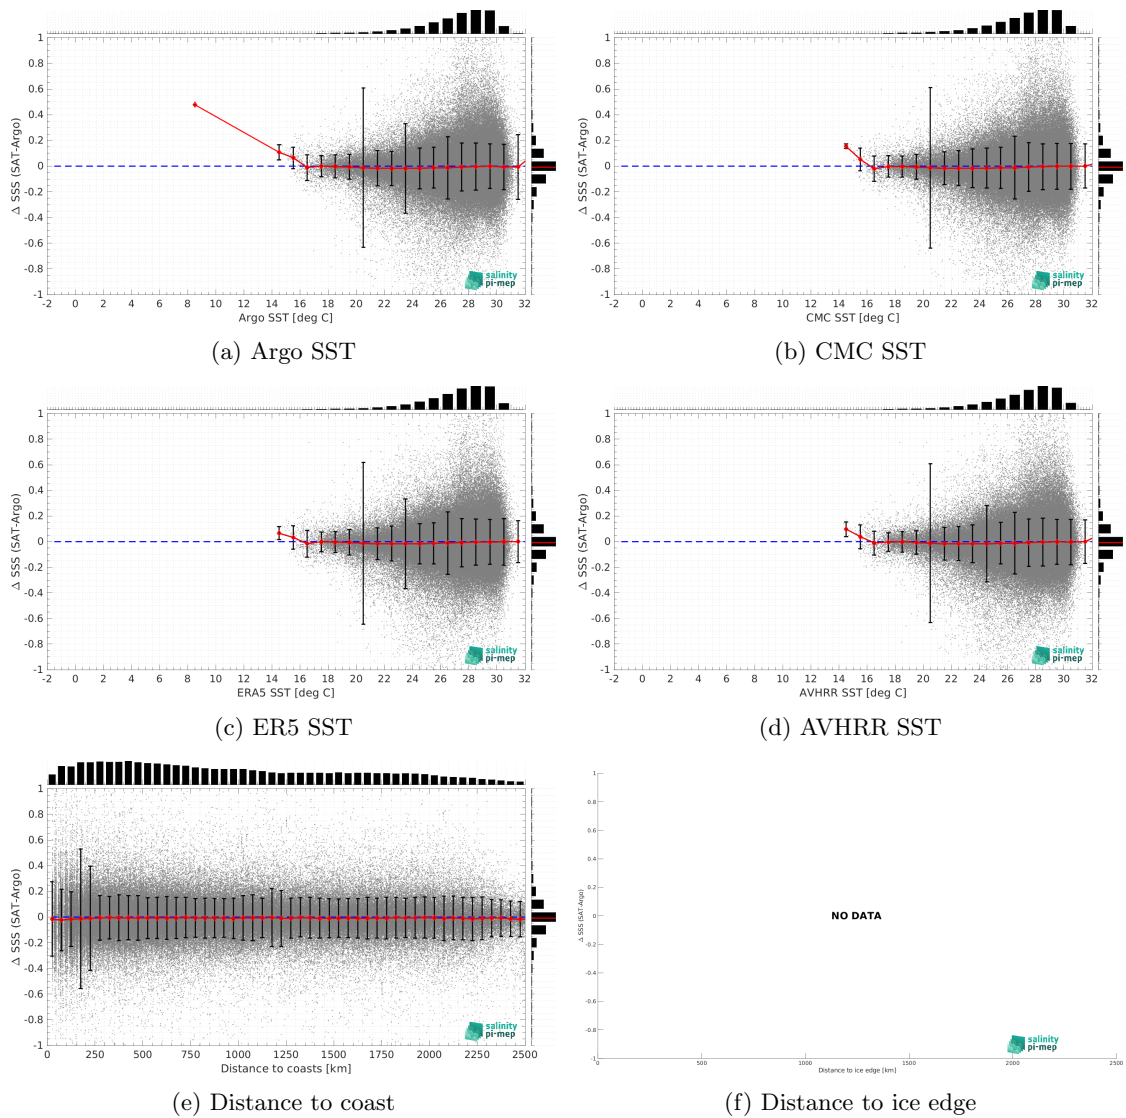 1
0.8
0.6
0.4
0.2
0
-0.2
-0.4
-0.6
-0.8
-1
Δ SSS (SAT-Argo)
-2 0 2 4 6 8 10 12 14 16 18 20 22 24 26 28 30 32
Argo SST [deg C]
salinity
pi-mep
(a) Argo SST
1
0.8
0.6
0.4
0.2
0
-0.2
-0.4
-0.6
-0.8
-1
Δ SSS (SAT-Argo)
-2 0 2 4 6 8 10 12 14 16 18 20 22 24 26 28 30 32
CMC SST [deg C]
salinity
pi-mep
(b) CMC SST
1
0.8
0.6
0.4
0.2
0
-0.2
-0.4
-0.6
-0.8
-1
Δ SSS (SAT-Argo)
-2 0 2 4 6 8 10 12 14 16 18 20 22 24 26 28 30 32
ERA5 SST [deg C]
salinity
pi-mep
(c) ER5 SST
1
0.8
0.6
0.4
0.2
0
-0.2
-0.4
-0.6
-0.8
-1
Δ SSS (SAT-Argo)
-2 0 2 4 6 8 10 12 14 16 18 20 22 24 26 28 30 32
AVHRR SST [deg C]
salinity
pi-mep
(d) AVHRR SST
1
0.8
0.6
0.4
0.2
0
-0.2
-0.4
-0.6
-0.8
-1
Δ SSS (SAT-Argo)
0 250 500 750 1000 1250 1500 1750 2000 2250 2500
Distance to coasts [km]
salinity
pi-mep
(e) Distance to coast
1
0.8
0.6
0.4
0.2
0
-0.2
-0.4
-0.6
-0.8
-1
Δ SSS (SAT-Argo)
NO DATA
0 500 1000 1500 2000 2500
Distance to ice edge [km]
salinity
pi-mep
(f) Distance to ice edge